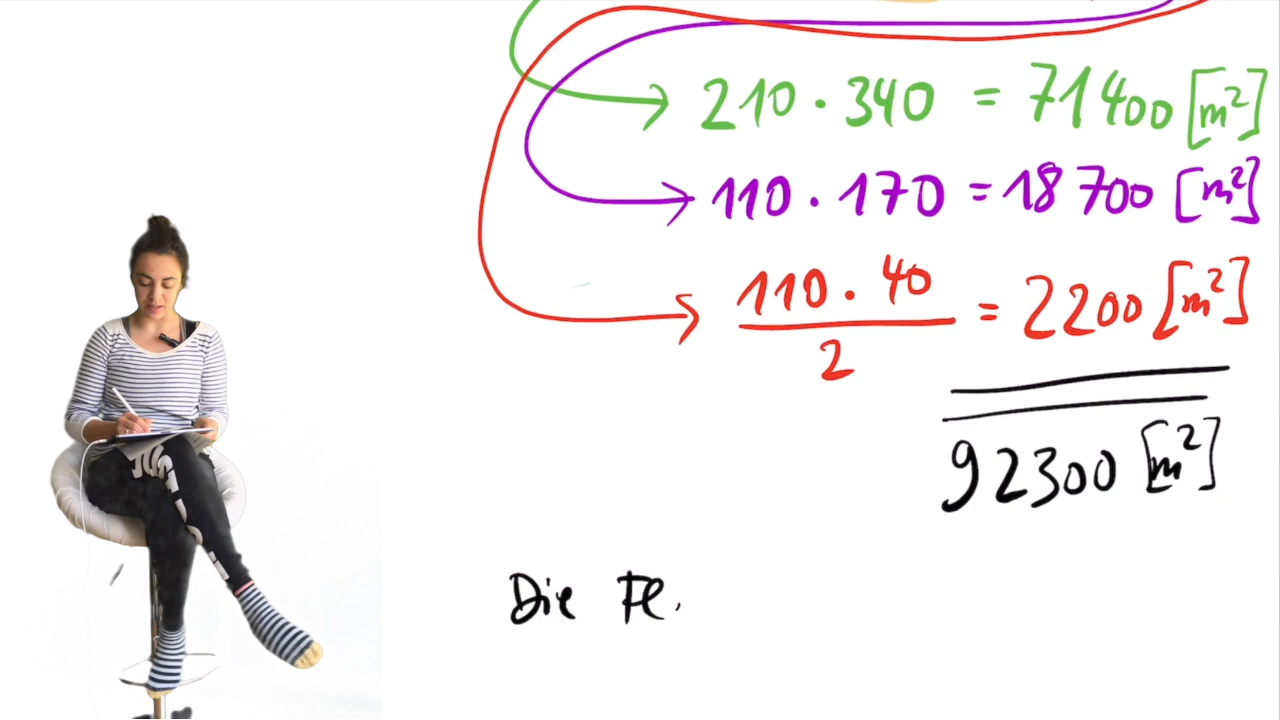 210 · 340 = 71400 [m²]
110 · 170 = 18700 [m²]
110 · 40 / 2 = 2200 [m²]
92300 [m²]
Die Fl